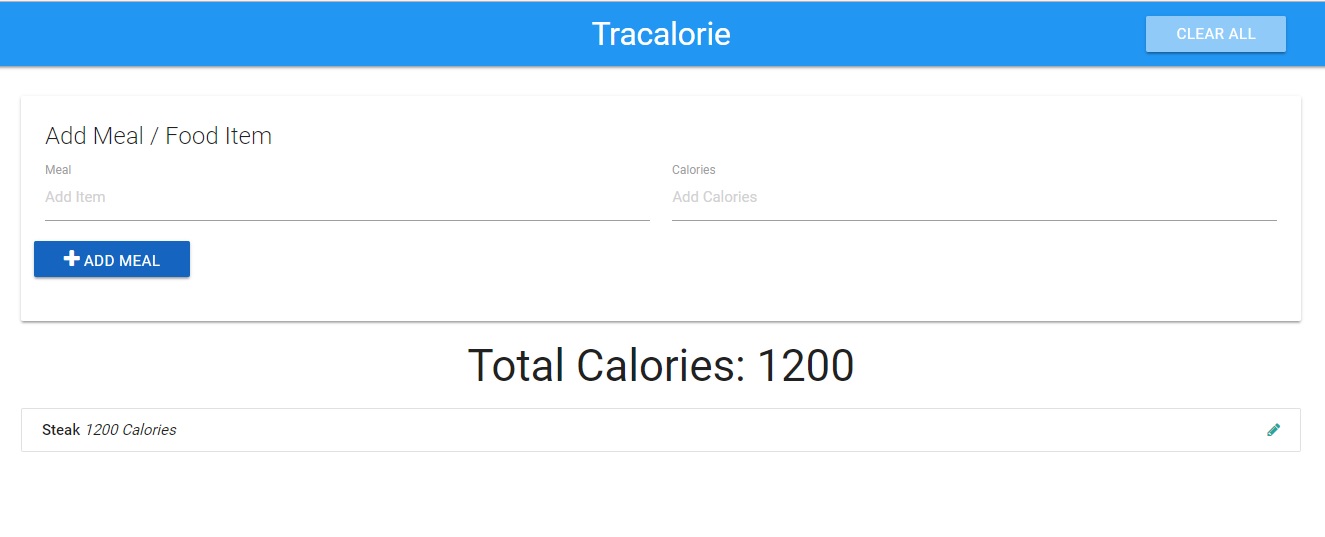 Tracalorie
CLEAR ALL
Add Meal / Food Item
Meal
Calories
Add Item
Add Calories
ADD MEAL
Total Calories: 1200
Steak 1200 Calories